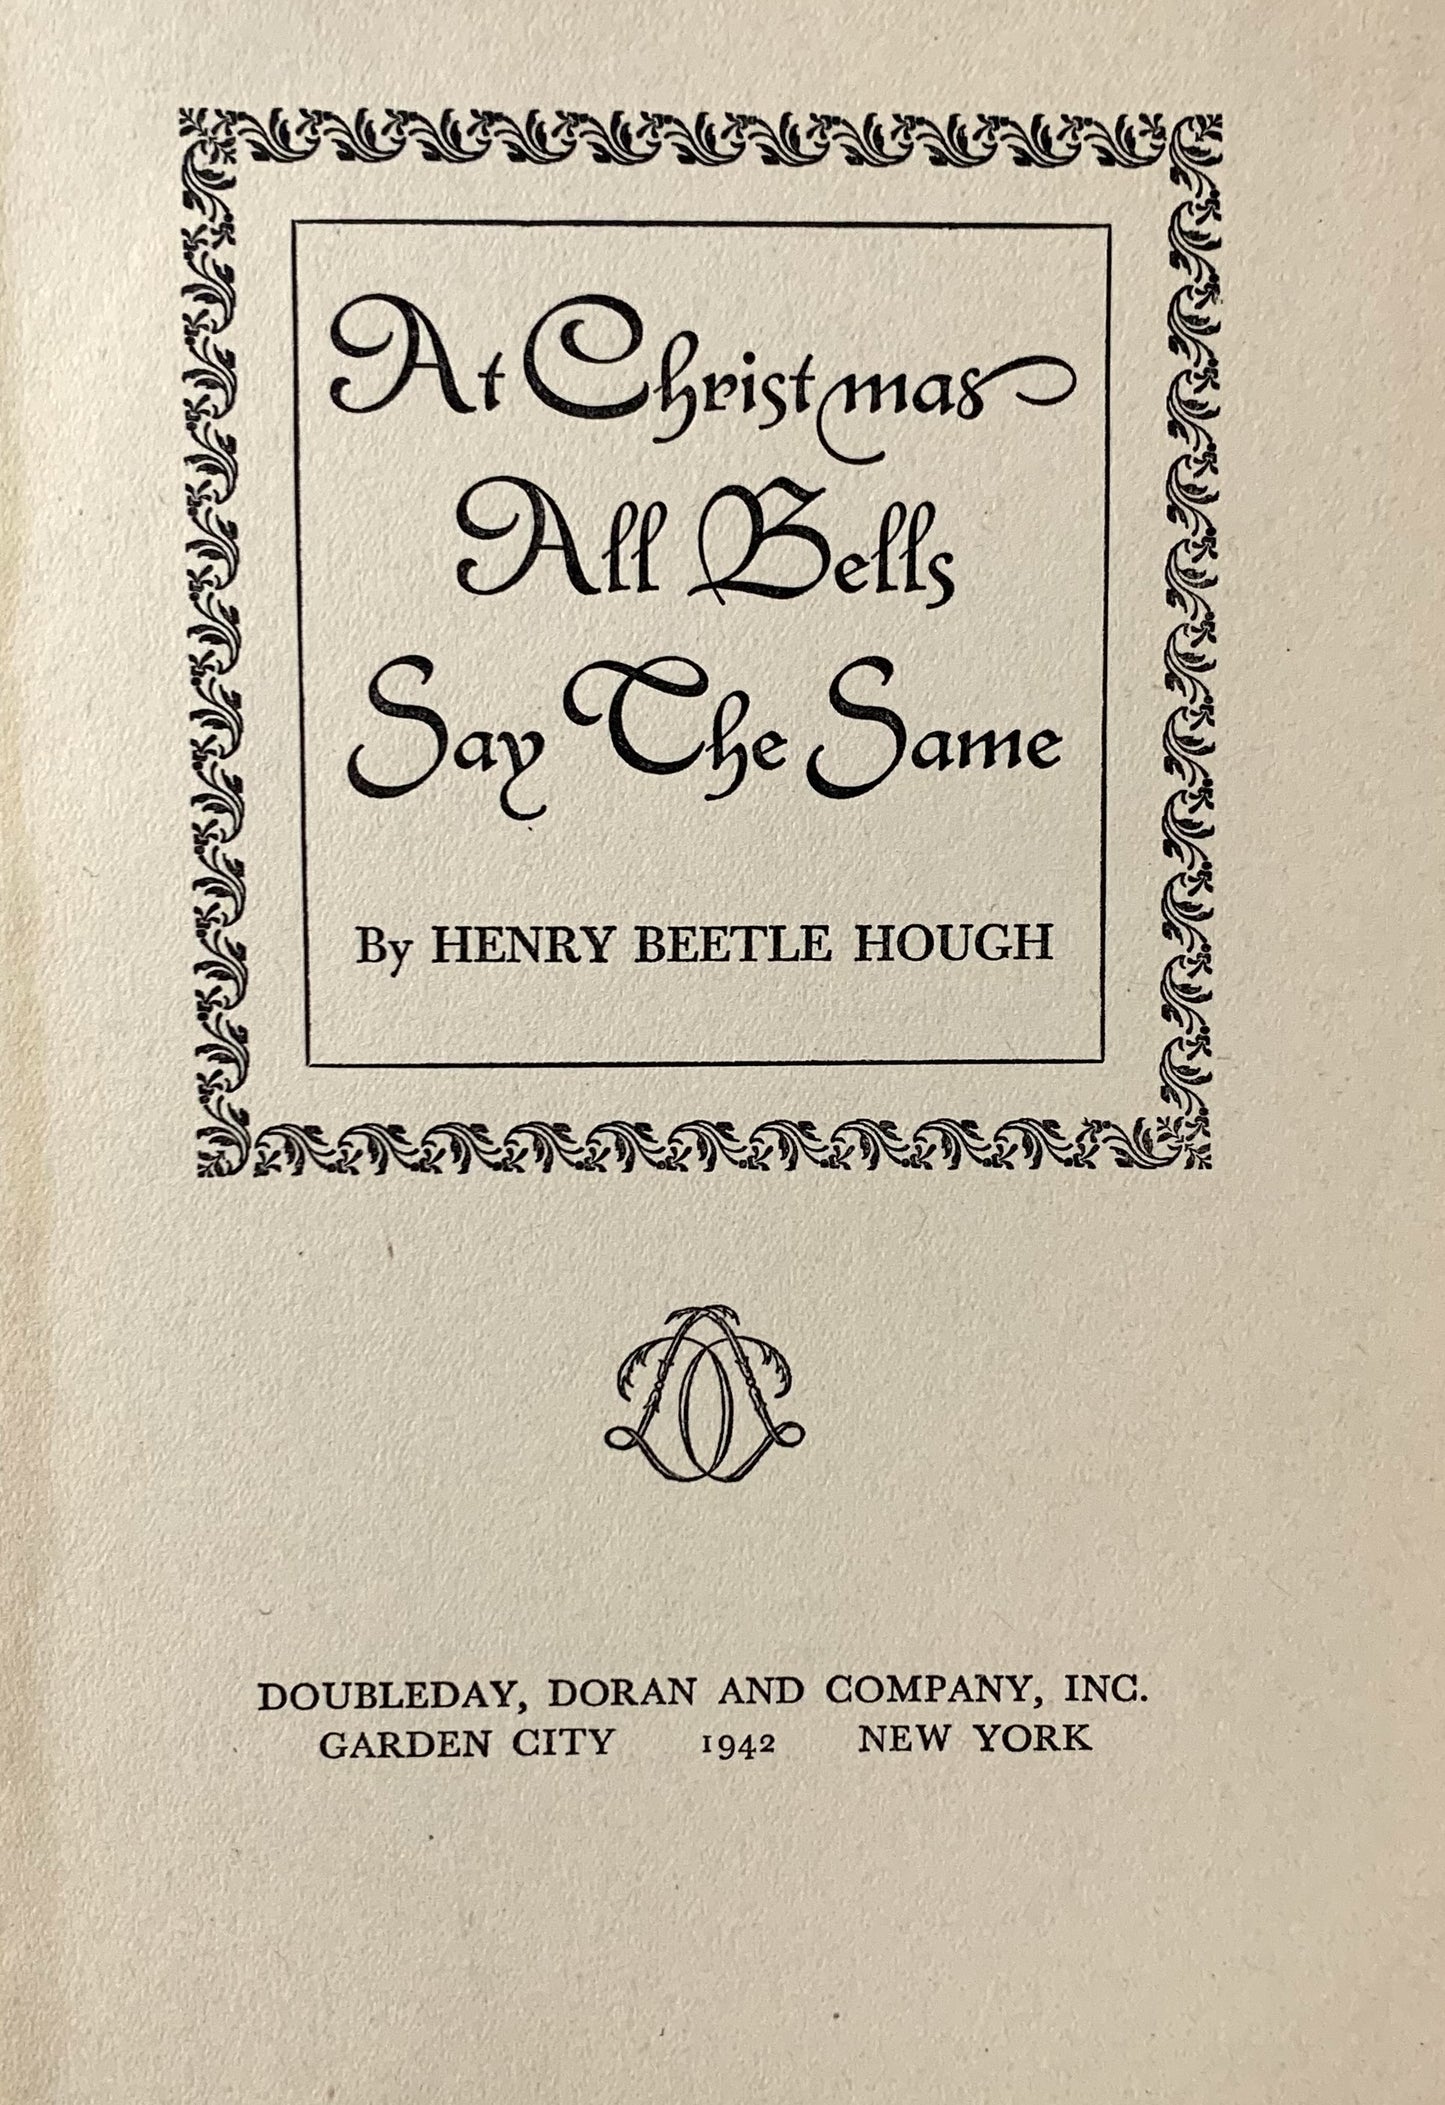 At Christmas
All Bells
Say The Same
By HENRY BEETLE HOUGH
DOUBLEDAY, DORAN AND COMPANY, INC.
GARDEN CITY 1942 NEW YORK